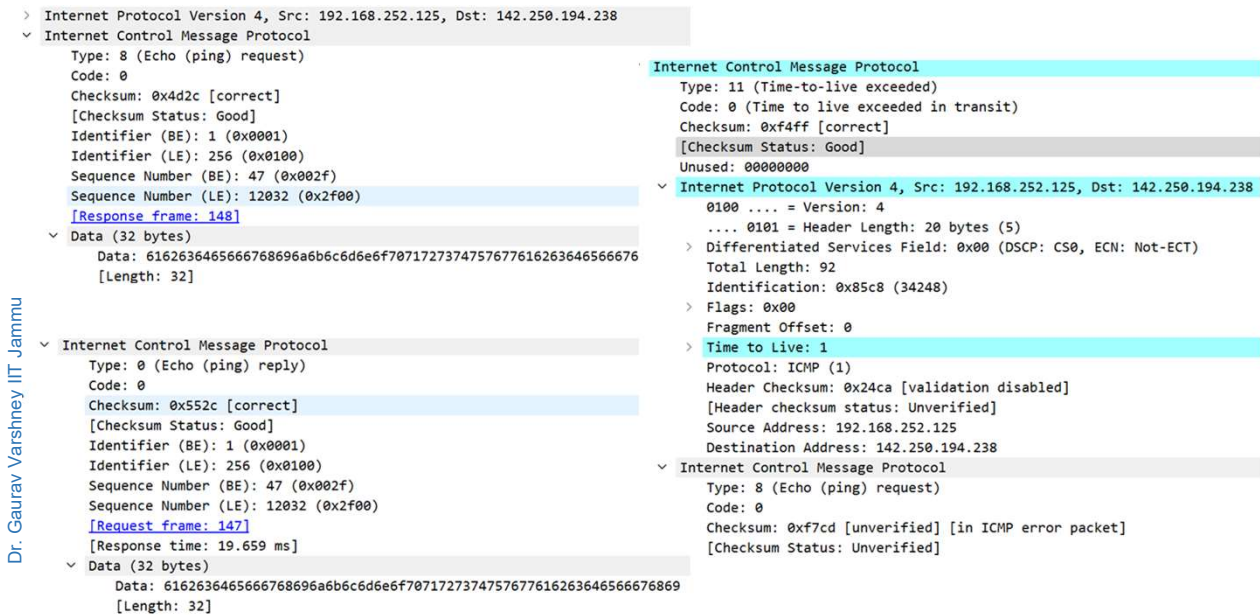 Internet Protocol Version 4, Src: 192.168.252.125, Dst: 142.250.194.238
Internet Control Message Protocol
Type: 8 (Echo (ping) request)
Code: 0
Checksum: 0x4d2c [correct]
[Checksum Status: Good]
Identifier (BE): 1 (0x0001)
Identifier (LE): 256 (0x0100)
Sequence Number (BE): 47 (0x002f)
Sequence Number (LE): 12032 (0x2f00)
[Response frame: 148]
Data (32 bytes)
Data: 6162636465666768696a6b6c6d6e6f7071727374757677616263646566676
[Length: 32]
Internet Control Message Protocol
Type: 0 (Echo (ping) reply)
Code: 0
Checksum: 0x552c [correct]
[Checksum Status: Good]
Identifier (BE): 1 (0x0001)
Identifier (LE): 256 (0x0100)
Sequence Number (BE): 47 (0x002f)
Sequence Number (LE): 12032 (0x2f00)
[Request frame: 147]
[Response time: 19.659 ms]
Data (32 bytes)
Data: 6162636465666768696a6b6c6d6e6f7071727374757677616263646566676869
[Length: 32]
Internet Control Message Protocol
Type: 11 (Time-to-live exceeded)
Code: 0 (Time to live exceeded in transit)
Checksum: 0xf4ff [correct]
[Checksum Status: Good]
Unused: 00000000
Internet Protocol Version 4, Src: 192.168.252.125, Dst: 142.250.194.238
0100 .... = Version: 4
.... 0101 = Header Length: 20 bytes (5)
Differentiated Services Field: 0x00 (DSCP: CS0, ECN: Not-ECT)
Total Length: 92
Identification: 0x85c8 (34248)
Flags: 0x00
Fragment Offset: 0
Time to Live: 1
Protocol: ICMP (1)
Header Checksum: 0x24ca [validation disabled]
[Header checksum status: Unverified]
Source Address: 192.168.252.125
Destination Address: 142.250.194.238
Internet Control Message Protocol
Type: 8 (Echo (ping) request)
Code: 0
Checksum: 0xf7cd [unverified] [in ICMP error packet]
[Checksum Status: Unverified]
Dr. Gaurav Varshney IIT Jammu